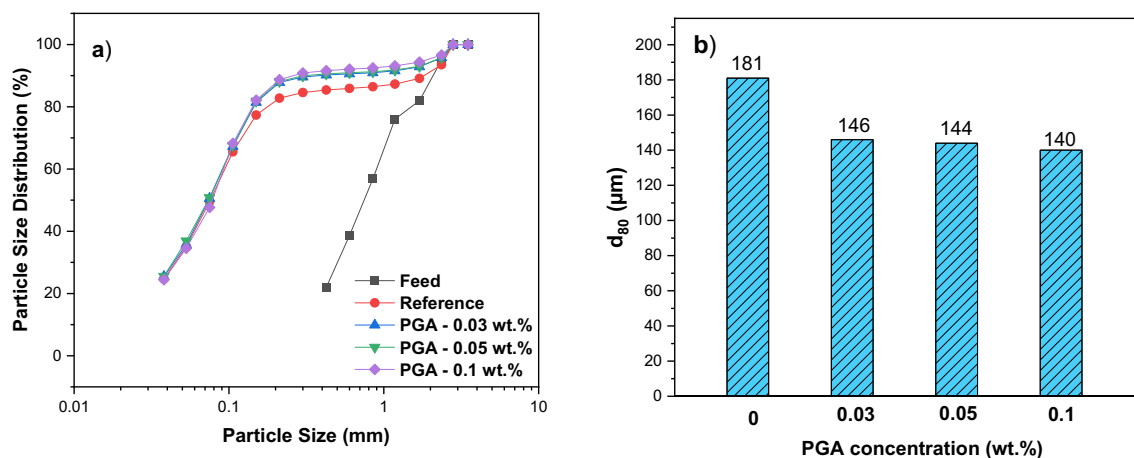 a)
Particle Size Distribution (%)
100
80
60
40
20
0
Feed
Reference
PGA - 0.03 wt.%
PGA - 0.05 wt.%
PGA - 0.1 wt.%
0.01
0.1
1
10
Particle Size (mm)
b)
d₈₀ (µm)
200
180
160
140
120
100
80
60
40
20
0
181
146
144
140
0
0.03
0.05
0.1
PGA concentration (wt.%)